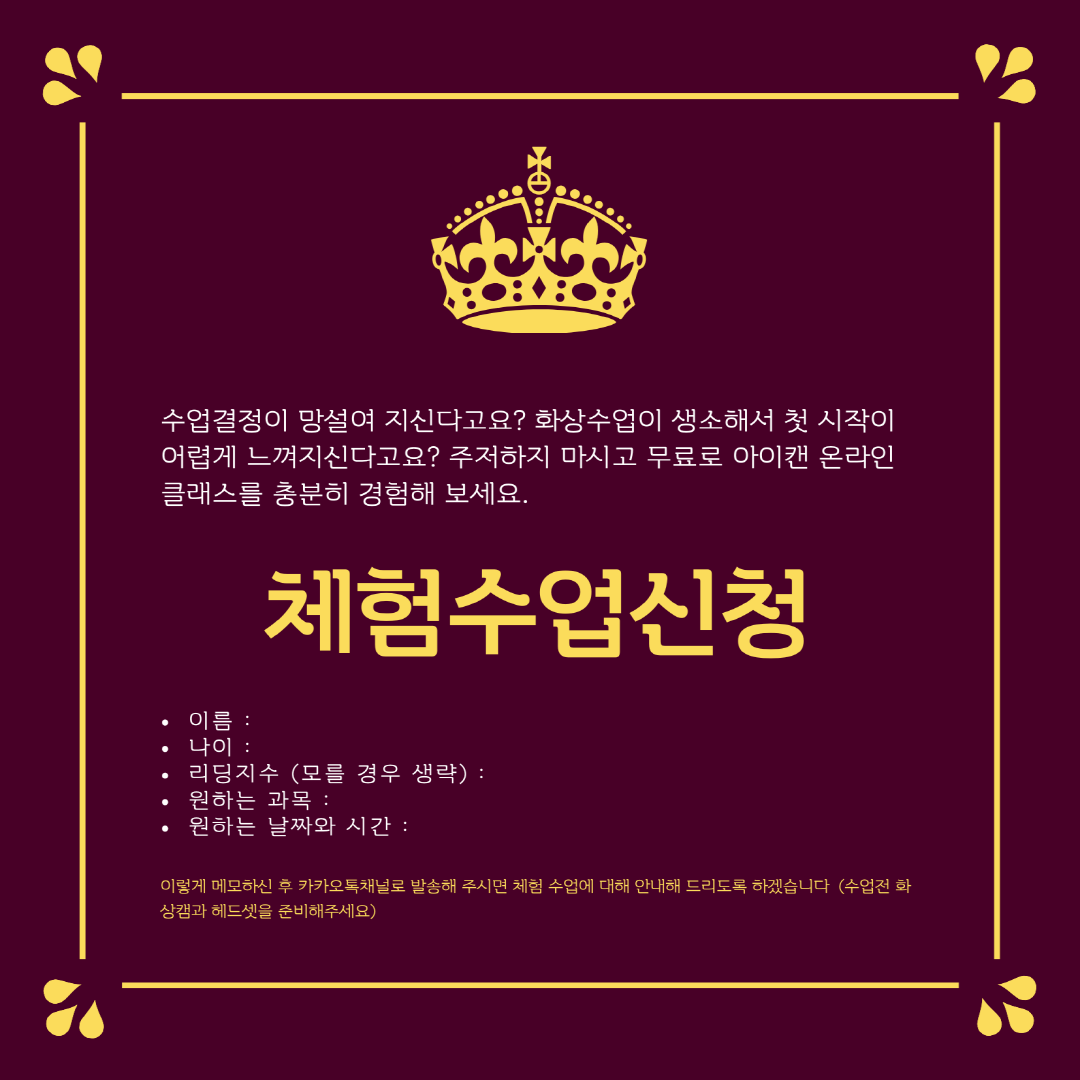 수업결정이 망설여 지신다고요? 화상수업이 생소해서 첫 시작이
어렵게 느껴지신다고요? 주저하지 마시고 무료로 아이캔 온라인
클래스를 충분히 경험해 보세요.
체험수업신청
• 이름 :
• 나이 :
• 리딩지수 (모를 경우 생략) :
• 원하는 과목 :
• 원하는 날짜와 시간 :
이렇게 메모하신 후 카카오톡채널로 발송해 주시면 체험 수업에 대해 안내해 드리도록 하겠습니다 (수업전 화
상캠과 헤드셋을 준비해주세요)